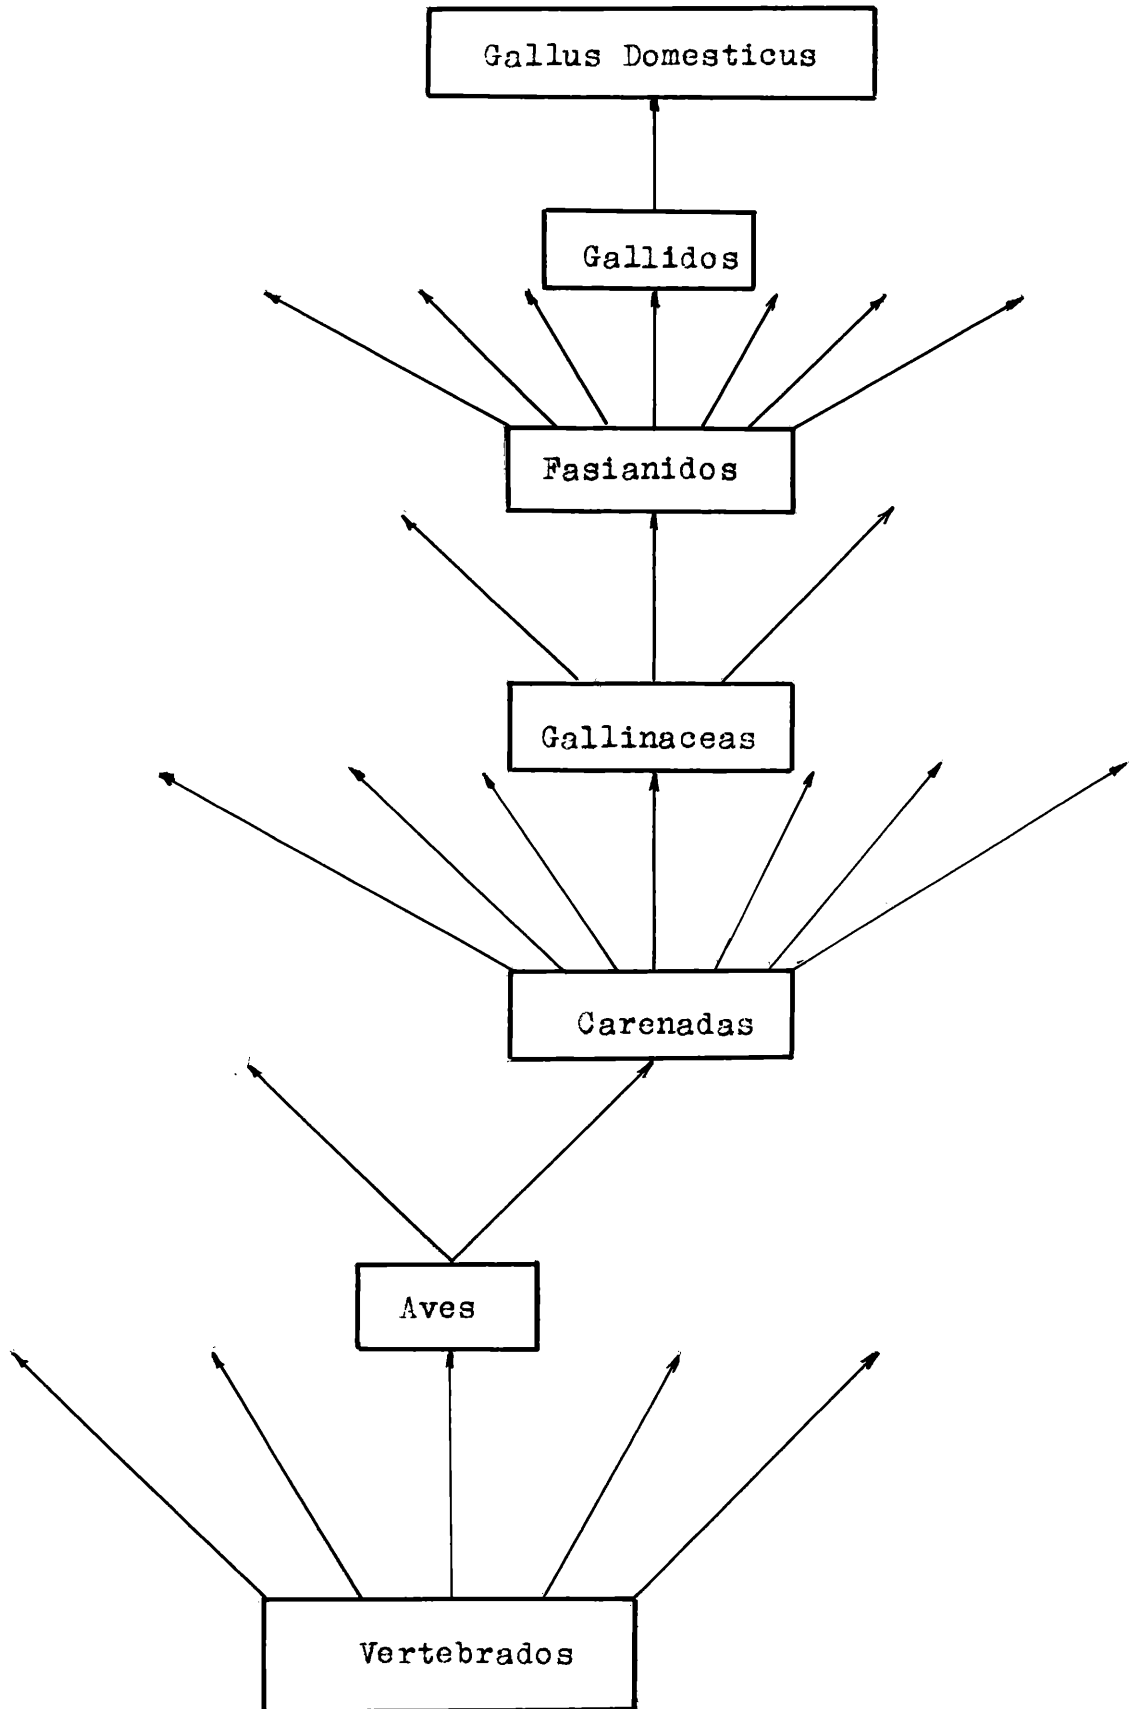 Gallus Domesticus
Gallidos
Fasianidos
Gallinaceas
Carenadas
Aves
Vertebrados